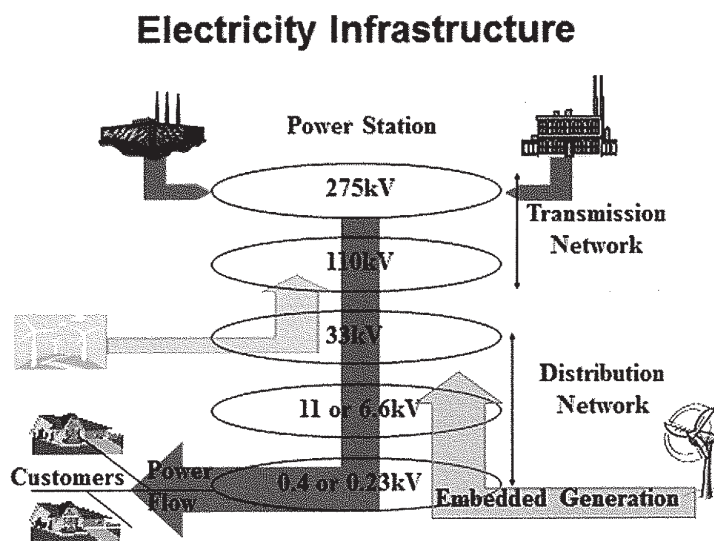 Electricity Infrastructure
Power Station
275kV
Transmission
Network
110kV
33kV
Distribution
Network
11 or 6.6kV
Customers
Power
Flow
0.4 or 0.23kV
Embedded Generation